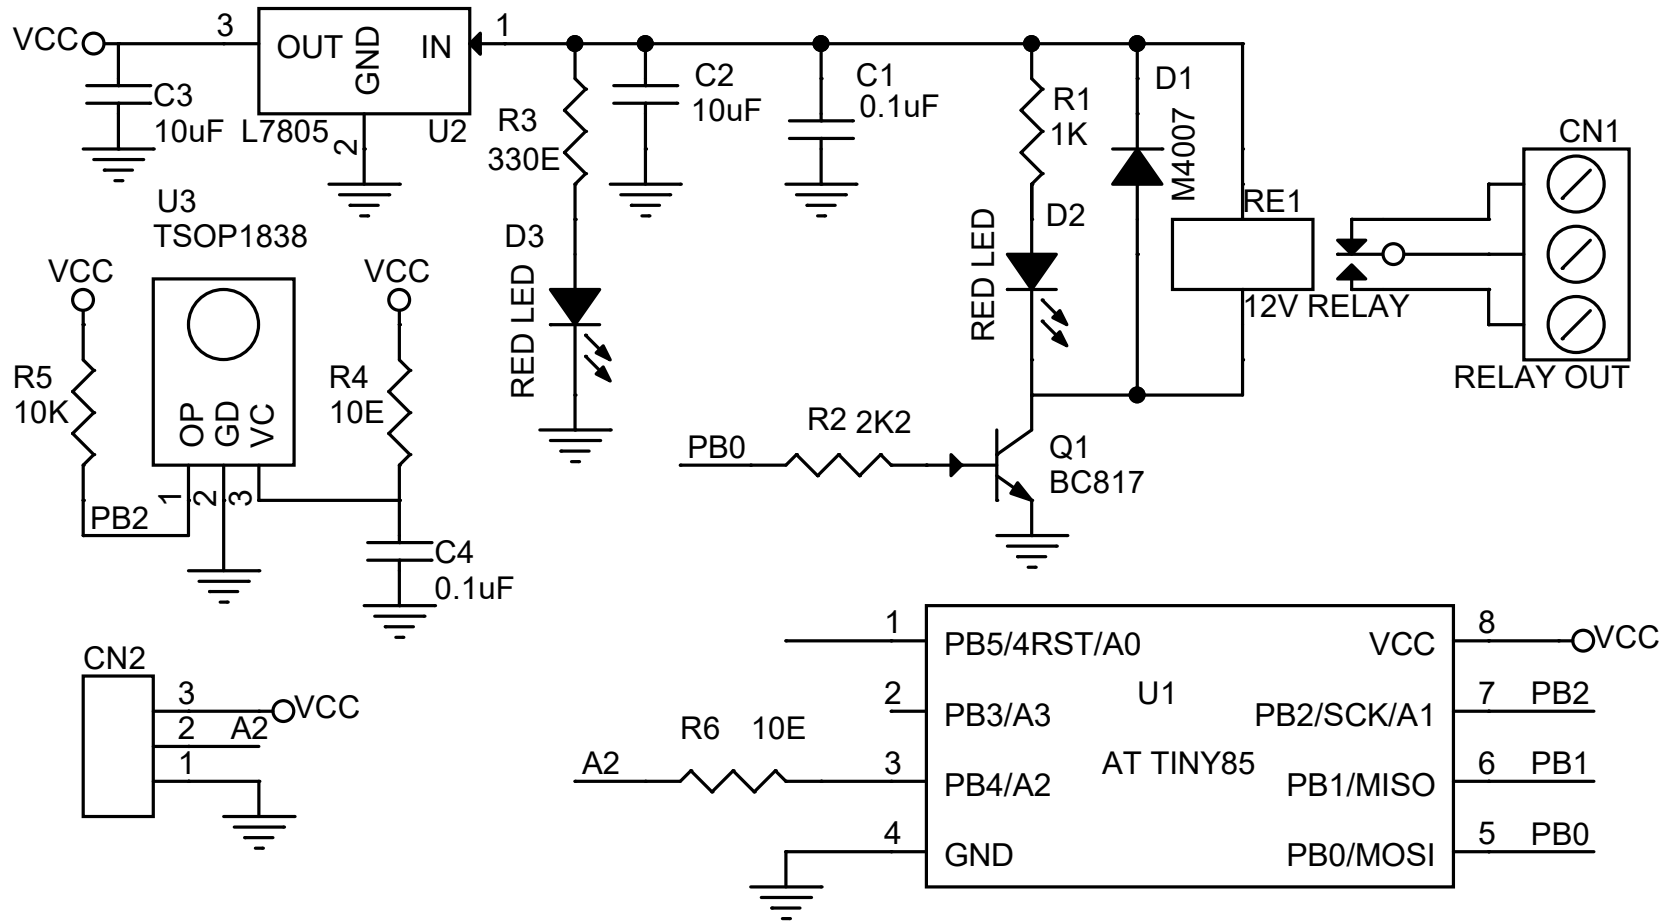 VCC
3
OUT
GND
IN
1
C3
10uF
L7805
2
U2
R3
330E
C2
10uF
C1
0.1uF
R1
1K
D1
M4007
CN1
U3
TSOP1838
D3
RED LED
D2
RED LED
RE1
12V RELAY
RELAY OUT
VCC
VCC
R5
10K
R4
10E
OP
GD
VC
1
2
3
PB2
C4
0.1uF
PB0
R2 2K2
Q1
BC817
CN2
3
VCC
2
A2
1
1
PB5/4RST/A0
VCC
8
VCC
2
PB3/A3
U1
PB2/SCK/A1
7
PB2
R6 10E
A2
3
PB4/A2
AT TINY85
PB1/MISO
6
PB1
4
GND
PB0/MOSI
5
PB0